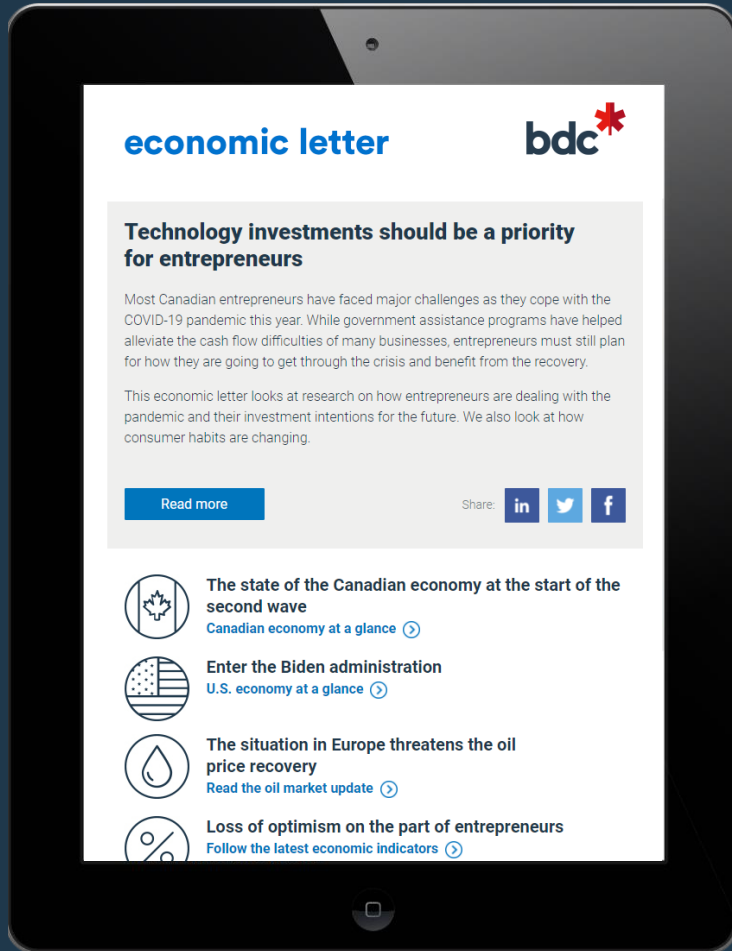 economic letter
bdc
Technology investments should be a priority
for entrepreneurs
Most Canadian entrepreneurs have faced major challenges as they cope with the
COVID-19 pandemic this year. While government assistance programs have helped
alleviate the cash flow difficulties of many businesses, entrepreneurs must still plan
for how they are going to get through the crisis and benefit from the recovery.
This economic letter looks at research on how entrepreneurs are dealing with the
pandemic and their investment intentions for the future. We also look at how
consumer habits are changing.
Read more
Share: in f
The state of the Canadian economy at the start of the
second wave
Canadian economy at a glance
Enter the Biden administration
U.S. economy at a glance
The situation in Europe threatens the oil
price recovery
Read the oil market update
Loss of optimism on the part of entrepreneurs
Follow the latest economic indicators